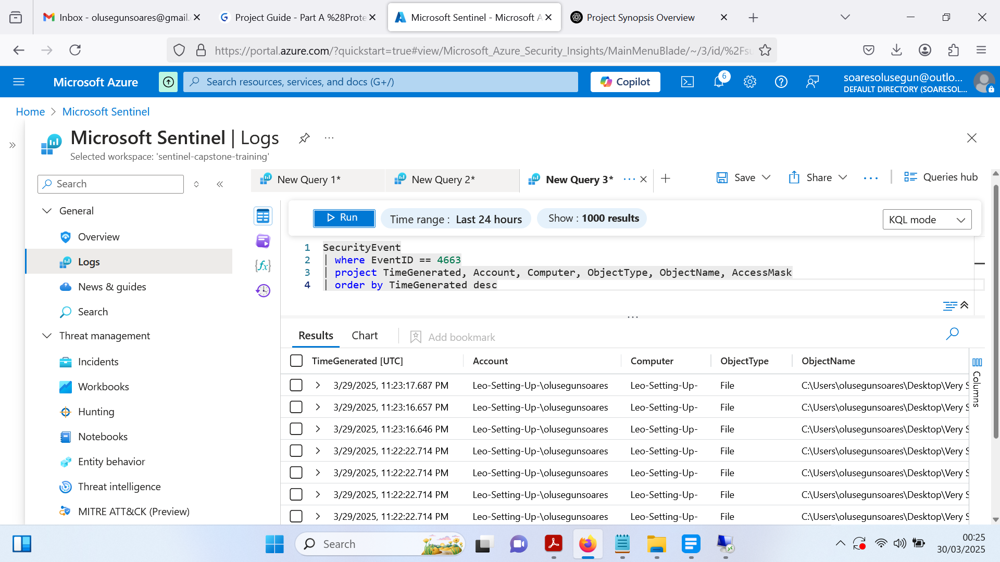 Inbox - olusegunsoares@gmail.c
Project Guide - Part A %28Prote
Microsoft Sentinel - Microsoft A
Project Synopsis Overview
https://portal.azure.com/?quickstart=true#view/Microsoft_Azure_Security_Insights/MainMenuBlade/~/3/id/%2Fsu
Microsoft Azure
Search resources, services, and docs (G+/)
Copilot
6
soaresolusegun@outlo...
DEFAULT DIRECTORY (SOARESOL...
Home > Microsoft Sentinel
Microsoft Sentinel | Logs
Selected workspace: 'sentinel-capstone-training'
Search
General
Overview
Logs
News & guides
Search
Threat management
Incidents
Workbooks
Hunting
Notebooks
Entity behavior
Threat intelligence
MITRE ATT&CK (Preview)
New Query 1*
New Query 2*
New Query 3*
Save
Share
Queries hub
Run
Time range : Last 24 hours
Show : 1000 results
KQL mode
1 SecurityEvent
2 | where EventID == 4663
3 | project TimeGenerated, Account, Computer, ObjectType, ObjectName, AccessMask
4 | order by TimeGenerated desc
Results
Chart
Add bookmark
TimeGenerated [UTC] Account Computer ObjectType ObjectName
3/29/2025, 11:23:17.687 PM Leo-Setting-Up-\olusegunsoares Leo-Setting-Up- File C:\Users\olusegunsoares\Desktop\Very S
3/29/2025, 11:23:16.657 PM Leo-Setting-Up-\olusegunsoares Leo-Setting-Up- File C:\Users\olusegunsoares\Desktop\Very S
3/29/2025, 11:23:16.646 PM Leo-Setting-Up-\olusegunsoares Leo-Setting-Up- File C:\Users\olusegunsoares\Desktop\Very S
3/29/2025, 11:22:22.714 PM Leo-Setting-Up-\olusegunsoares Leo-Setting-Up- File C:\Users\olusegunsoares\Desktop\Very S
3/29/2025, 11:22:22.714 PM Leo-Setting-Up-\olusegunsoares Leo-Setting-Up- File C:\Users\olusegunsoares\Desktop\Very S
3/29/2025, 11:22:22.714 PM Leo-Setting-Up-\olusegunsoares Leo-Setting-Up- File C:\Users\olusegunsoares\Desktop\Very S
3/29/2025, 11:22:22.714 PM Leo-Setting-Up-\olusegunsoares Leo-Setting-Up- File C:\Users\olusegunsoares\Desktop\Very S
Columns
Search
00:25
30/03/2025